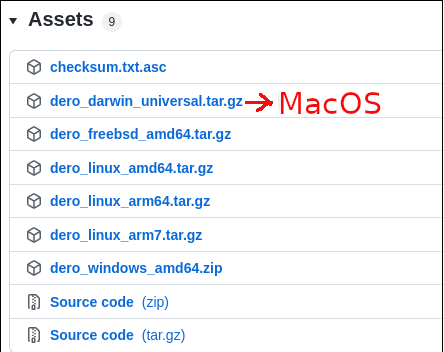 Assets 9
checksum.txt.asc
dero_darwin_universal.tar.gz MacOS
dero_freebsd_amd64.tar.gz
dero_linux_amd64.tar.gz
dero_linux_arm64.tar.gz
dero_linux_arm7.tar.gz
dero_windows_amd64.zip
Source code (zip)
Source code (tar.gz)